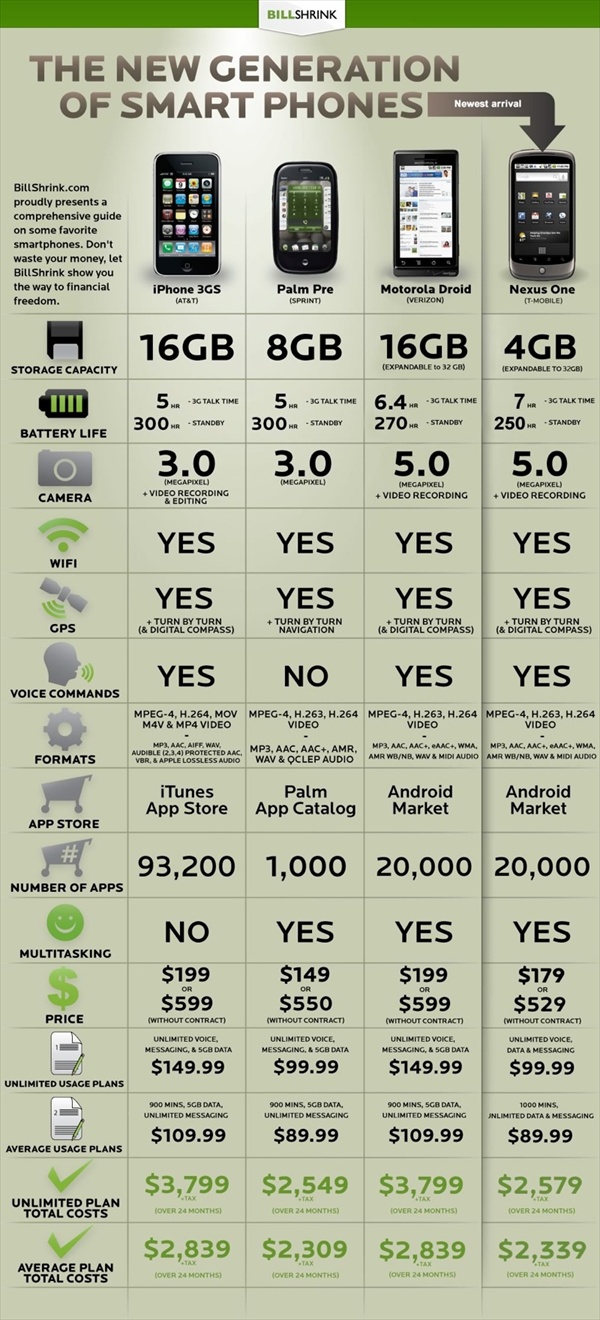 BILLSHRINK
THE NEW GENERATION
OF SMART PHONES
Newest arrival
BillShrink.com
proudly presents a
comprehensive guide
on some favorite
smartphones. Don't
waste your money, let
BillShrink show you
the way to financial
freedom.
iPhone 3GS
(AT&T)
Palm Pre
(SPRINT)
Motorola Droid
(VERIZON)
Nexus One
(T-MOBILE)
STORAGE CAPACITY
16GB
8GB
16GB
(EXPANDABLE to 32 GB)
4GB
(EXPANDABLE TO 32GB)
BATTERY LIFE
5 HR - 3G TALK TIME
300 HR - STANDBY
5 HR - 3G TALK TIME
300 HR - STANDBY
6.4 HR - 3G TALK TIME
270 HR - STANDBY
7 HR - 3G TALK TIME
250 HR - STANDBY
CAMERA
3.0
(MEGAPIXEL)
+ VIDEO RECORDING
& EDITING
3.0
(MEGAPIXEL)
5.0
(MEGAPIXEL)
+ VIDEO RECORDING
5.0
(MEGAPIXEL)
+ VIDEO RECORDING
WIFI
YES
YES
YES
YES
GPS
YES
+ TURN BY TURN
(& DIGITAL COMPASS)
YES
+ TURN BY TURN
NAVIGATION
YES
+ TURN BY TURN
(& DIGITAL COMPASS)
YES
+ TURN BY TURN
(& DIGITAL COMPASS)
VOICE COMMANDS
YES
NO
YES
YES
FORMATS
MPEG-4, H.264, MOV
M4V & MP4 VIDEO
-
MP3, AAC, AIFF, WAV,
AUDIBLE (2,3,4) PROTECTED AAC,
VBR, & APPLE LOSSLESS AUDIO
MPEG-4, H.263, H.264
VIDEO
-
MP3, AAC, AAC+, AMR,
WAV & QCLEP AUDIO
MPEG-4, H.263, H.264
VIDEO
-
MP3, AAC, AAC+, eAAC+, WMA,
AMR WB/NB, WAV & MIDI AUDIO
MPEG-4, H.263, H.264
VIDEO
-
MP3, AAC, AAC+, eAAC+, WMA,
AMR WB/NB, WAV & MIDI AUDIO
APP STORE
iTunes
App Store
Palm
App Catalog
Android
Market
Android
Market
#
NUMBER OF APPS
93,200
1,000
20,000
20,000
MULTITASKING
NO
YES
YES
YES
$
PRICE
$199
OR
$599
(WITHOUT CONTRACT)
$149
OR
$550
(WITHOUT CONTRACT)
$199
OR
$599
(WITHOUT CONTRACT)
$179
OR
$529
(WITHOUT CONTRACT)
1
UNLIMITED USAGE PLANS
UNLIMITED VOICE,
MESSAGING, & 5GB DATA
$149.99
UNLIMITED VOICE,
MESSAGING, & 5GB DATA
$99.99
UNLIMITED VOICE,
MESSAGING, & 5GB DATA
$149.99
UNLIMITED VOICE,
DATA & MESSAGING
$99.99
2
AVERAGE USAGE PLANS
900 MINS, 5GB DATA,
UNLIMITED MESSAGING
$109.99
900 MINS, 5GB DATA,
UNLIMITED MESSAGING
$89.99
900 MINS, 5GB DATA,
UNLIMITED MESSAGING
$109.99
1000 MINS,
JNLIMITED DATA & MESSAGING
$89.99
UNLIMITED PLAN
TOTAL COSTS
$3,799
+TAX
(OVER 24 MONTHS)
$2,549
+TAX
(OVER 24 MONTHS)
$3,799
+TAX
(OVER 24 MONTHS)
$2,579
+TAX
(OVER 24 MONTHS)
AVERAGE PLAN
TOTAL COSTS
$2,839
+TAX
(OVER 24 MONTHS)
$2,309
+TAX
(OVER 24 MONTHS)
$2,839
+TAX
(OVER 24 MONTHS)
$2,339
+TAX
(OVER 24 MONTHS)